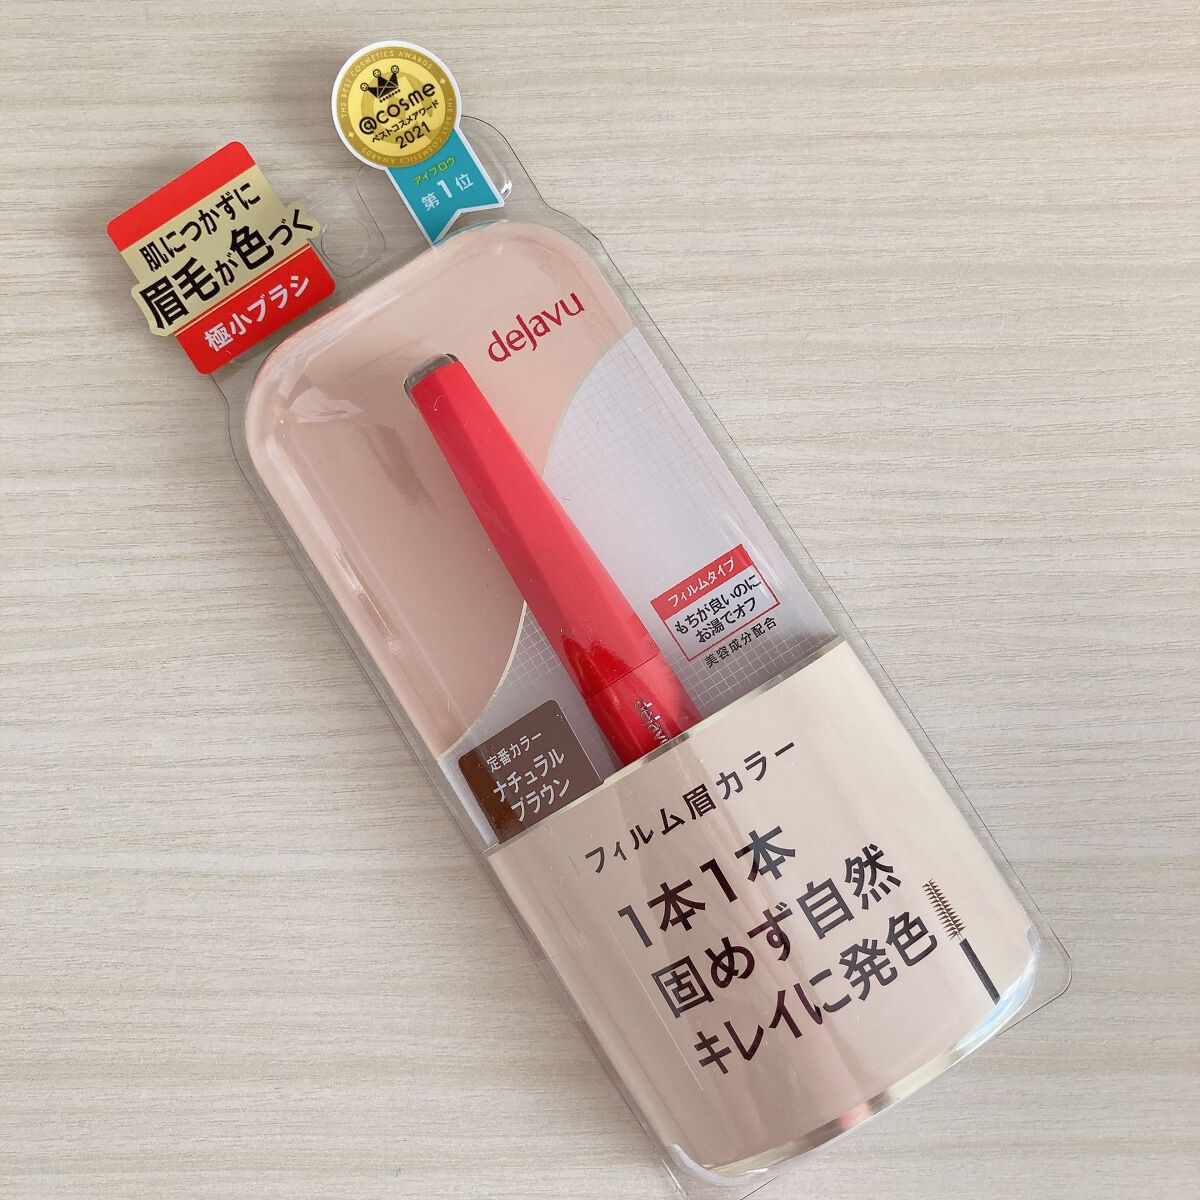 THE BEST COSMETICS AWARDS
@cosme
ベストコスメアワード
2021
アイブロウ
第1位
肌につかずに
眉毛が色づく
極小ブラシ
dejavu
フィルムタイプ
もちが良いのに
お湯でオフ
美容成分配合
定番カラー
ナチュラル
ブラウン
フィルム眉カラー
1本1本
固めず自然
キレイに発色